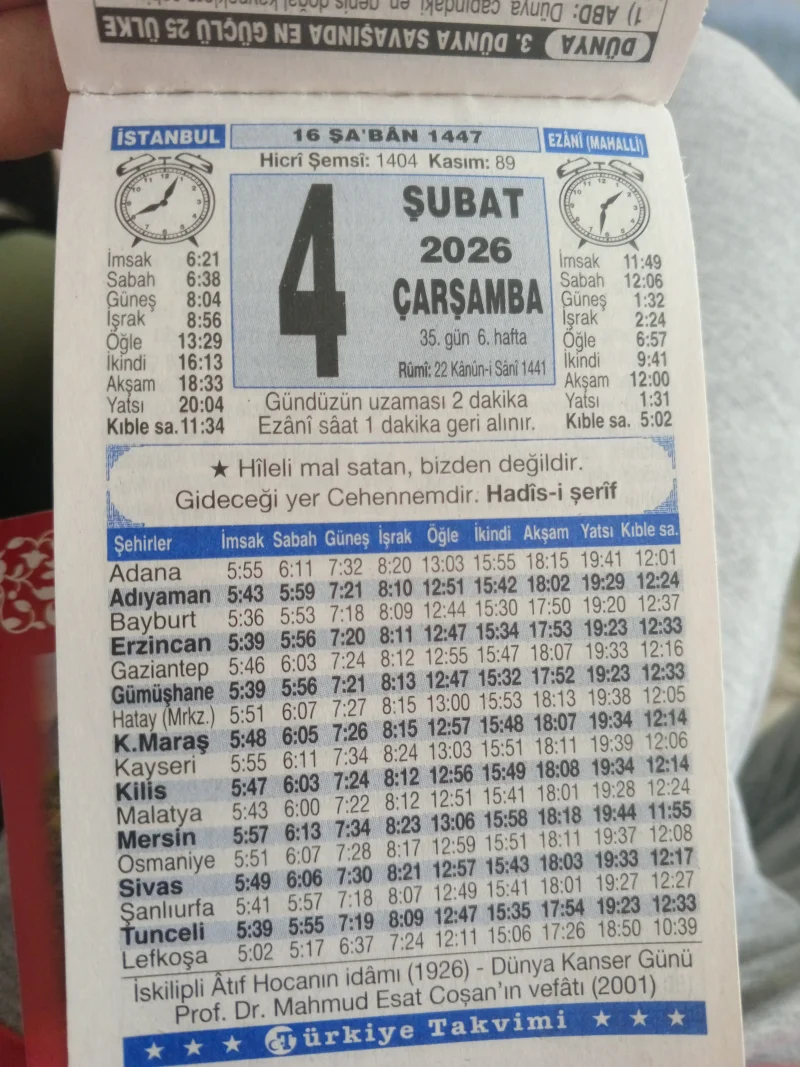 1) ABD: Dünya çapındaki en geniş doğal
DÜNYA 3. DÜNYA SAVAŞINDA EN GÜÇLÜ 25 ÜLKE
İSTANBUL 16 ŞA'BÂN 1447 EZÂNÎ (MAHALLÎ)
Hicrî Şemsî: 1404 Kasım: 89
4 ŞUBAT
2026
ÇARŞAMBA
35. gün 6. hafta
Rûmî: 22 Kânûn-i Sânî 1441
İmsak 6:21
Sabah 6:38
Güneş 8:04
İşrak 8:56
Öğle 13:29
İkindi 16:13
Akşam 18:33
Yatsı 20:04
Kıble sa. 11:34
İmsak 11:49
Sabah 12:06
Güneş 1:32
İşrak 2:24
Öğle 6:57
İkindi 9:41
Akşam 12:00
Yatsı 1:31
Kıble sa. 5:02
Gündüzün uzaması 2 dakika
Ezânî sâat 1 dakika geri alınır.
★ Hîleli mal satan, bizden değildir.
Gideceği yer Cehennemdir. Hadîs-i şerîf
Şehirler İmsak Sabah Güneş İşrak Öğle İkindi Akşam Yatsı Kıble sa.
Adana 5:55 6:11 7:32 8:20 13:03 15:55 18:15 19:41 12:01
Adıyaman 5:43 5:59 7:21 8:10 12:51 15:42 18:02 19:29 12:24
Bayburt 5:36 5:53 7:18 8:09 12:44 15:30 17:50 19:20 12:37
Erzincan 5:39 5:56 7:20 8:11 12:47 15:34 17:53 19:23 12:33
Gaziantep 5:46 6:03 7:24 8:12 12:55 15:47 18:07 19:33 12:16
Gümüşhane 5:39 5:56 7:21 8:13 12:47 15:32 17:52 19:23 12:33
Hatay (Mrkz.) 5:51 6:07 7:27 8:15 13:00 15:53 18:13 19:38 12:05
K.Maraş 5:48 6:05 7:26 8:15 12:57 15:48 18:07 19:34 12:14
Kayseri 5:55 6:11 7:34 8:24 13:03 15:51 18:11 19:39 12:06
Kilis 5:47 6:03 7:24 8:12 12:56 15:49 18:08 19:34 12:14
Malatya 5:43 6:00 7:22 8:12 12:51 15:41 18:01 19:28 12:24
Mersin 5:57 6:13 7:34 8:23 13:06 15:58 18:18 19:44 11:55
Osmaniye 5:51 6:07 7:28 8:17 12:59 15:51 18:11 19:37 12:08
Sivas 5:49 6:06 7:30 8:21 12:57 15:43 18:03 19:33 12:17
Şanlıurfa 5:41 5:57 7:18 8:07 12:49 15:41 18:01 19:27 12:27
Tunceli 5:39 5:55 7:19 8:09 12:47 15:35 17:54 19:23 12:33
Lefkoşa 5:02 5:17 6:37 7:24 12:11 15:06 17:26 18:50 10:39
İskilipli Âtıf Hocanın idâmı (1926) - Dünya Kanser Günü
Prof. Dr. Mahmud Esat Coşan'ın vefâtı (2001)
★ ★ ★ Türkiye Takvimi ★ ★ ★